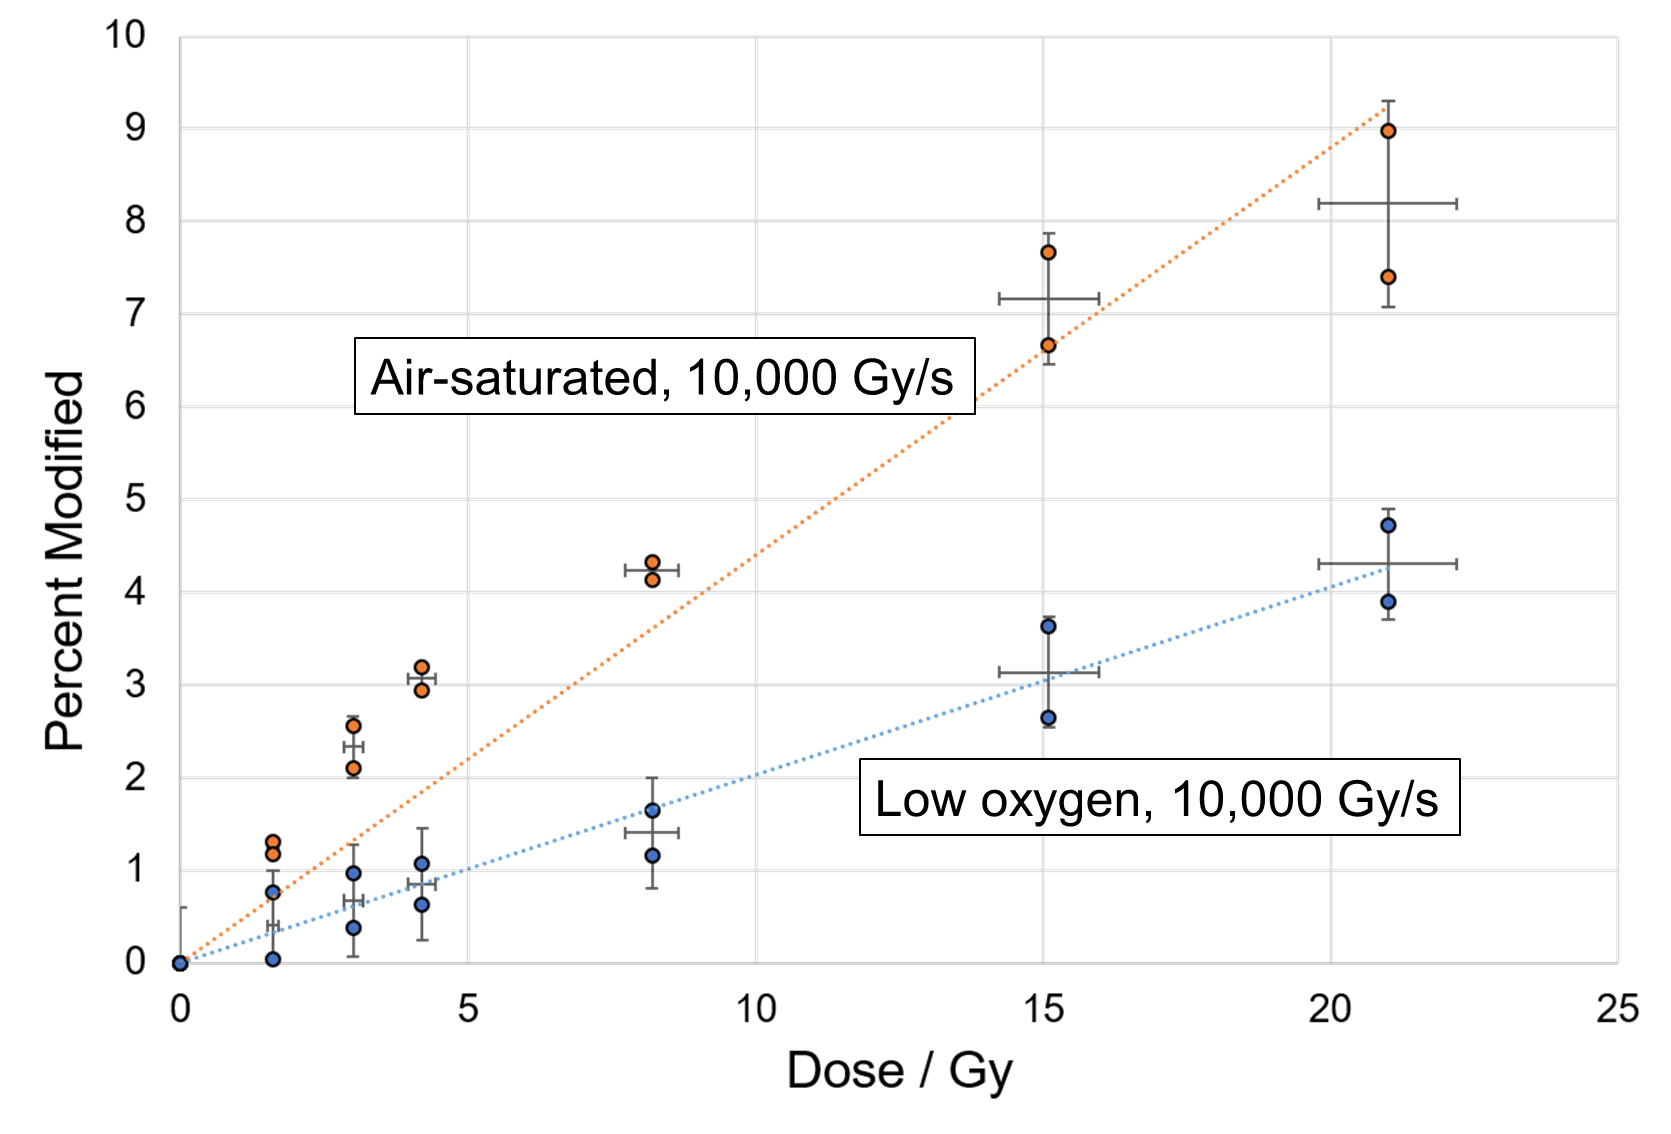 10
9
8
7
6
5
4
3
2
1
0
Percent Modified
Air-saturated, 10,000 Gy/s
Low oxygen, 10,000 Gy/s
0 5 10 15 20 25
Dose / Gy